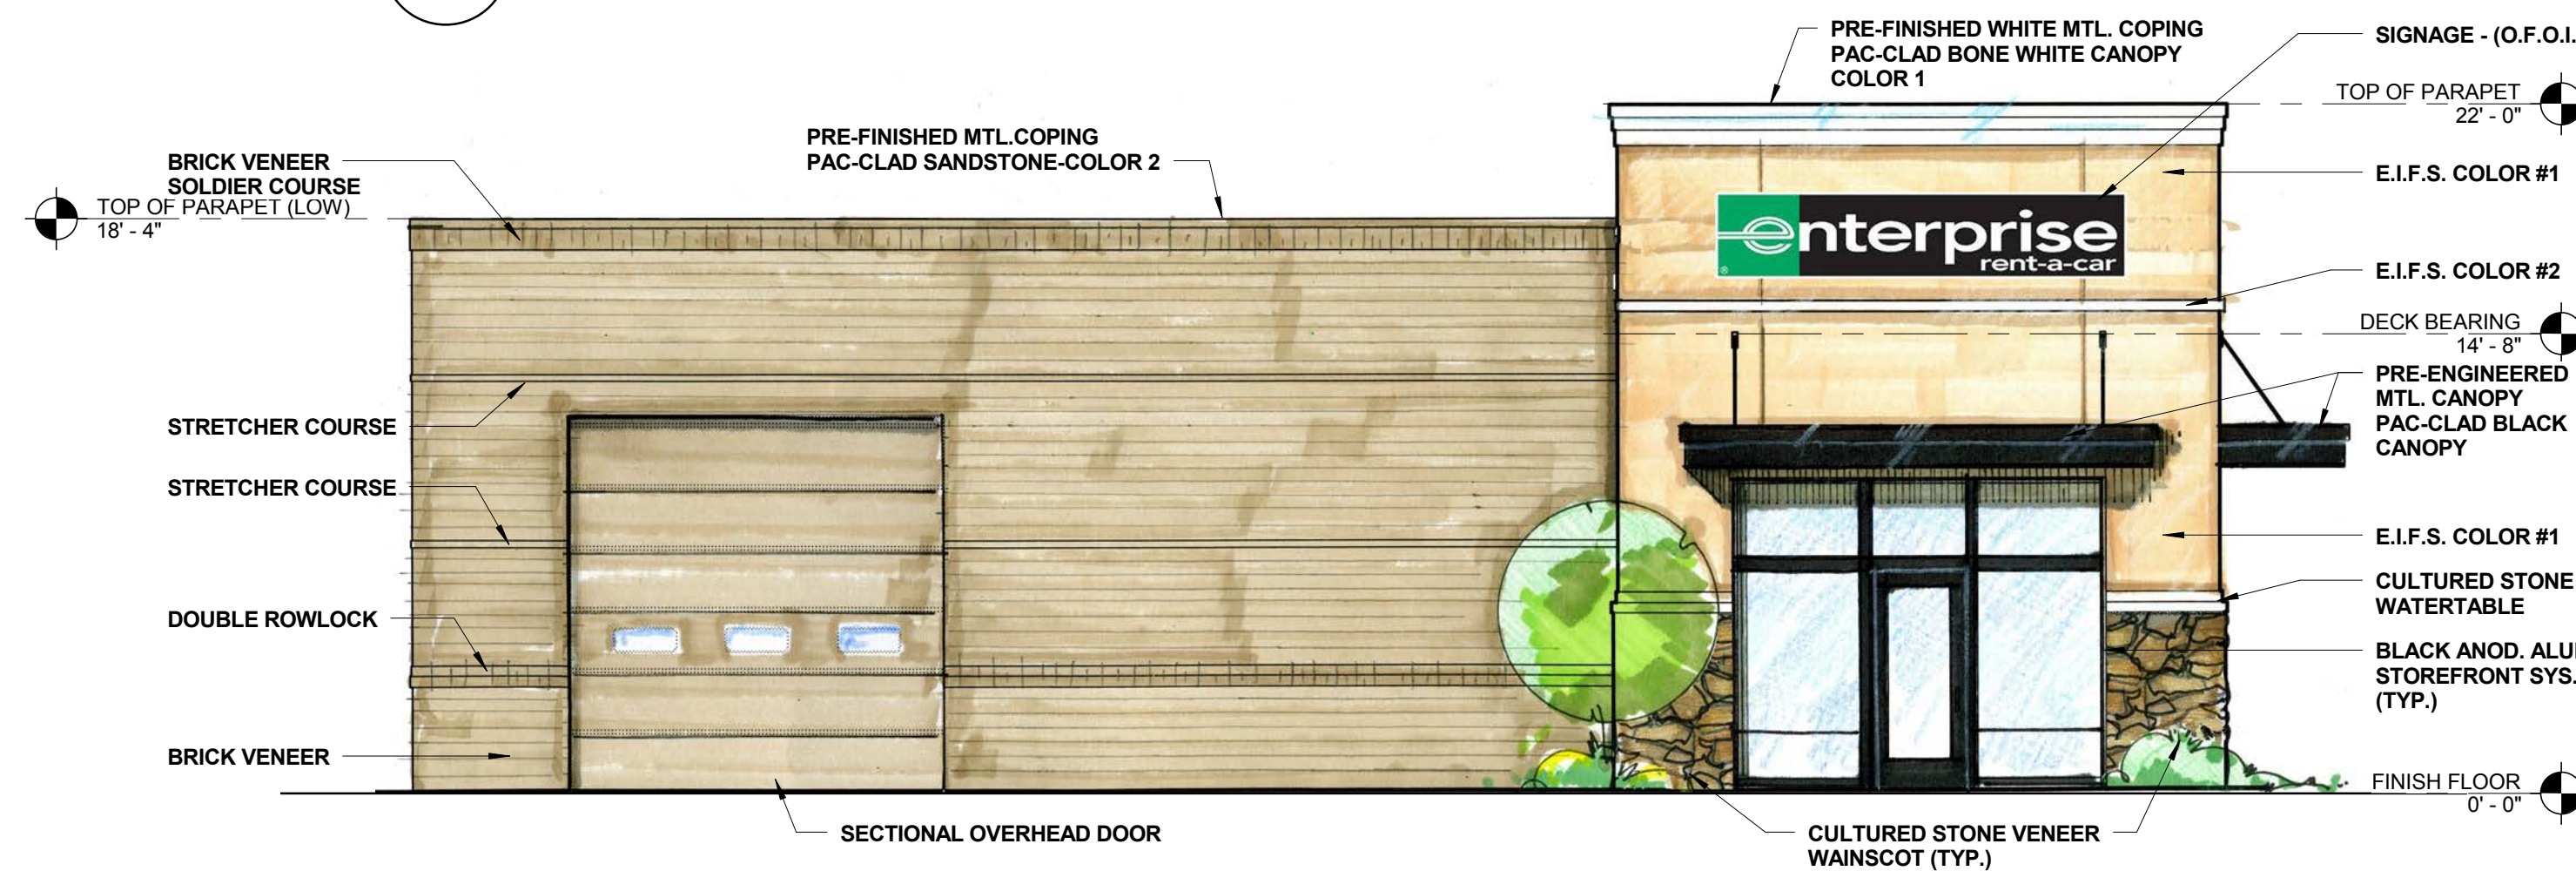 PRE-FINISHED WHITE MTL. COPING
PAC-CLAD BONE WHITE CANOPY
COLOR 1
SIGNAGE - (O.F.O.I.
TOP OF PARAPET
22' - 0"
PRE-FINISHED MTL.COPING
PAC-CLAD SANDSTONE-COLOR 2
BRICK VENEER
SOLDIER COURSE
TOP OF PARAPET (LOW)
18' - 4"
E.I.F.S. COLOR #1
enterprise
rent-a-car
®
E.I.F.S. COLOR #2
DECK BEARING
14' - 8"
PRE-ENGINEERED
MTL. CANOPY
PAC-CLAD BLACK
CANOPY
STRETCHER COURSE
STRETCHER COURSE
E.I.F.S. COLOR #1
CULTURED STONE
WATERTABLE
DOUBLE ROWLOCK
BLACK ANOD. ALU
STOREFRONT SYS.
(TYP.)
BRICK VENEER
FINISH FLOOR
0' - 0"
SECTIONAL OVERHEAD DOOR
CULTURED STONE VENEER
WAINSCOT (TYP.)